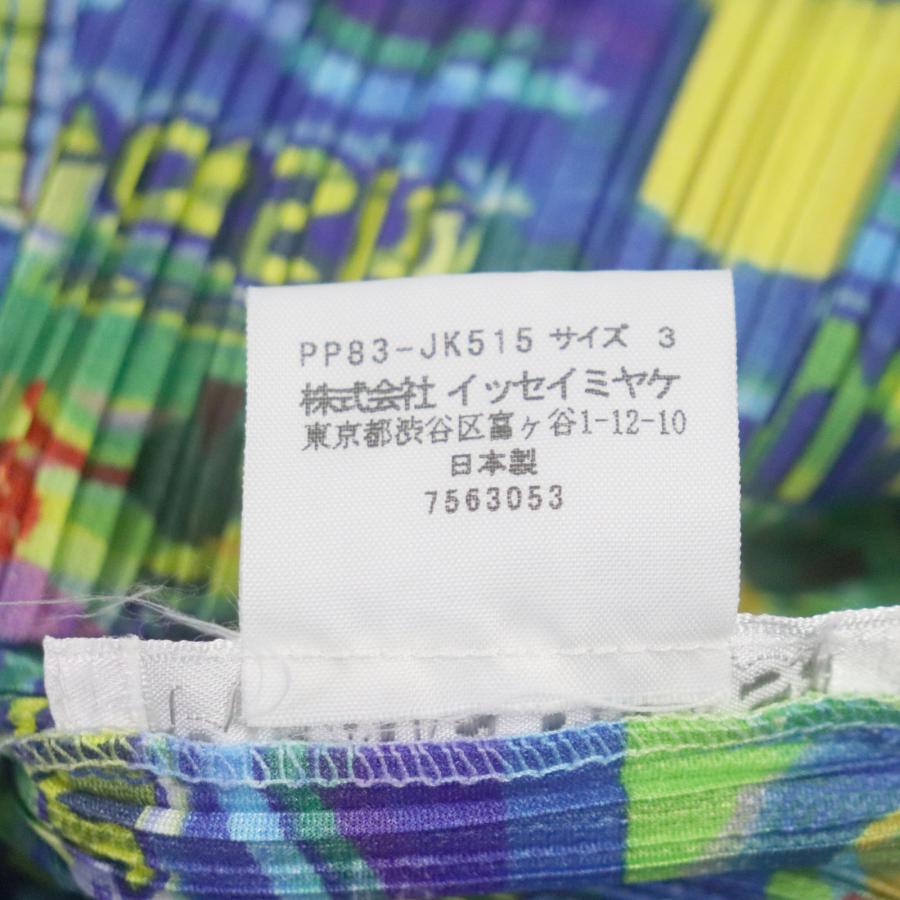 PP83-JK515 サイズ 3
株式会社 イッセイミヤケ
東京都渋谷区富ヶ谷1-12-10
日本製
7563053